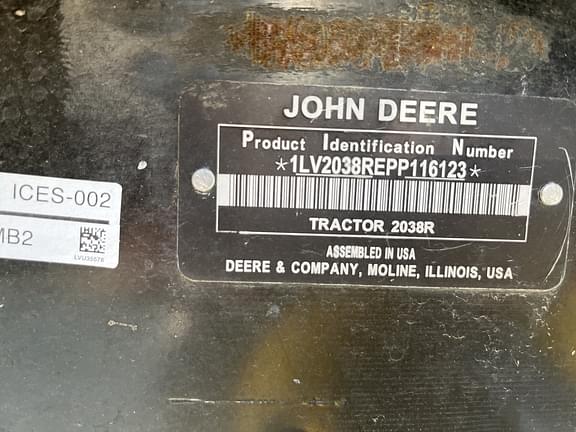 JOHN DEERE
Product Identification Number
*1LV2038REPP116123*
TRACTOR 2038R
ASSEMBLED IN USA
DEERE & COMPANY, MOLINE, ILLINOIS, USA
ICES-002
MB2
LVU35076